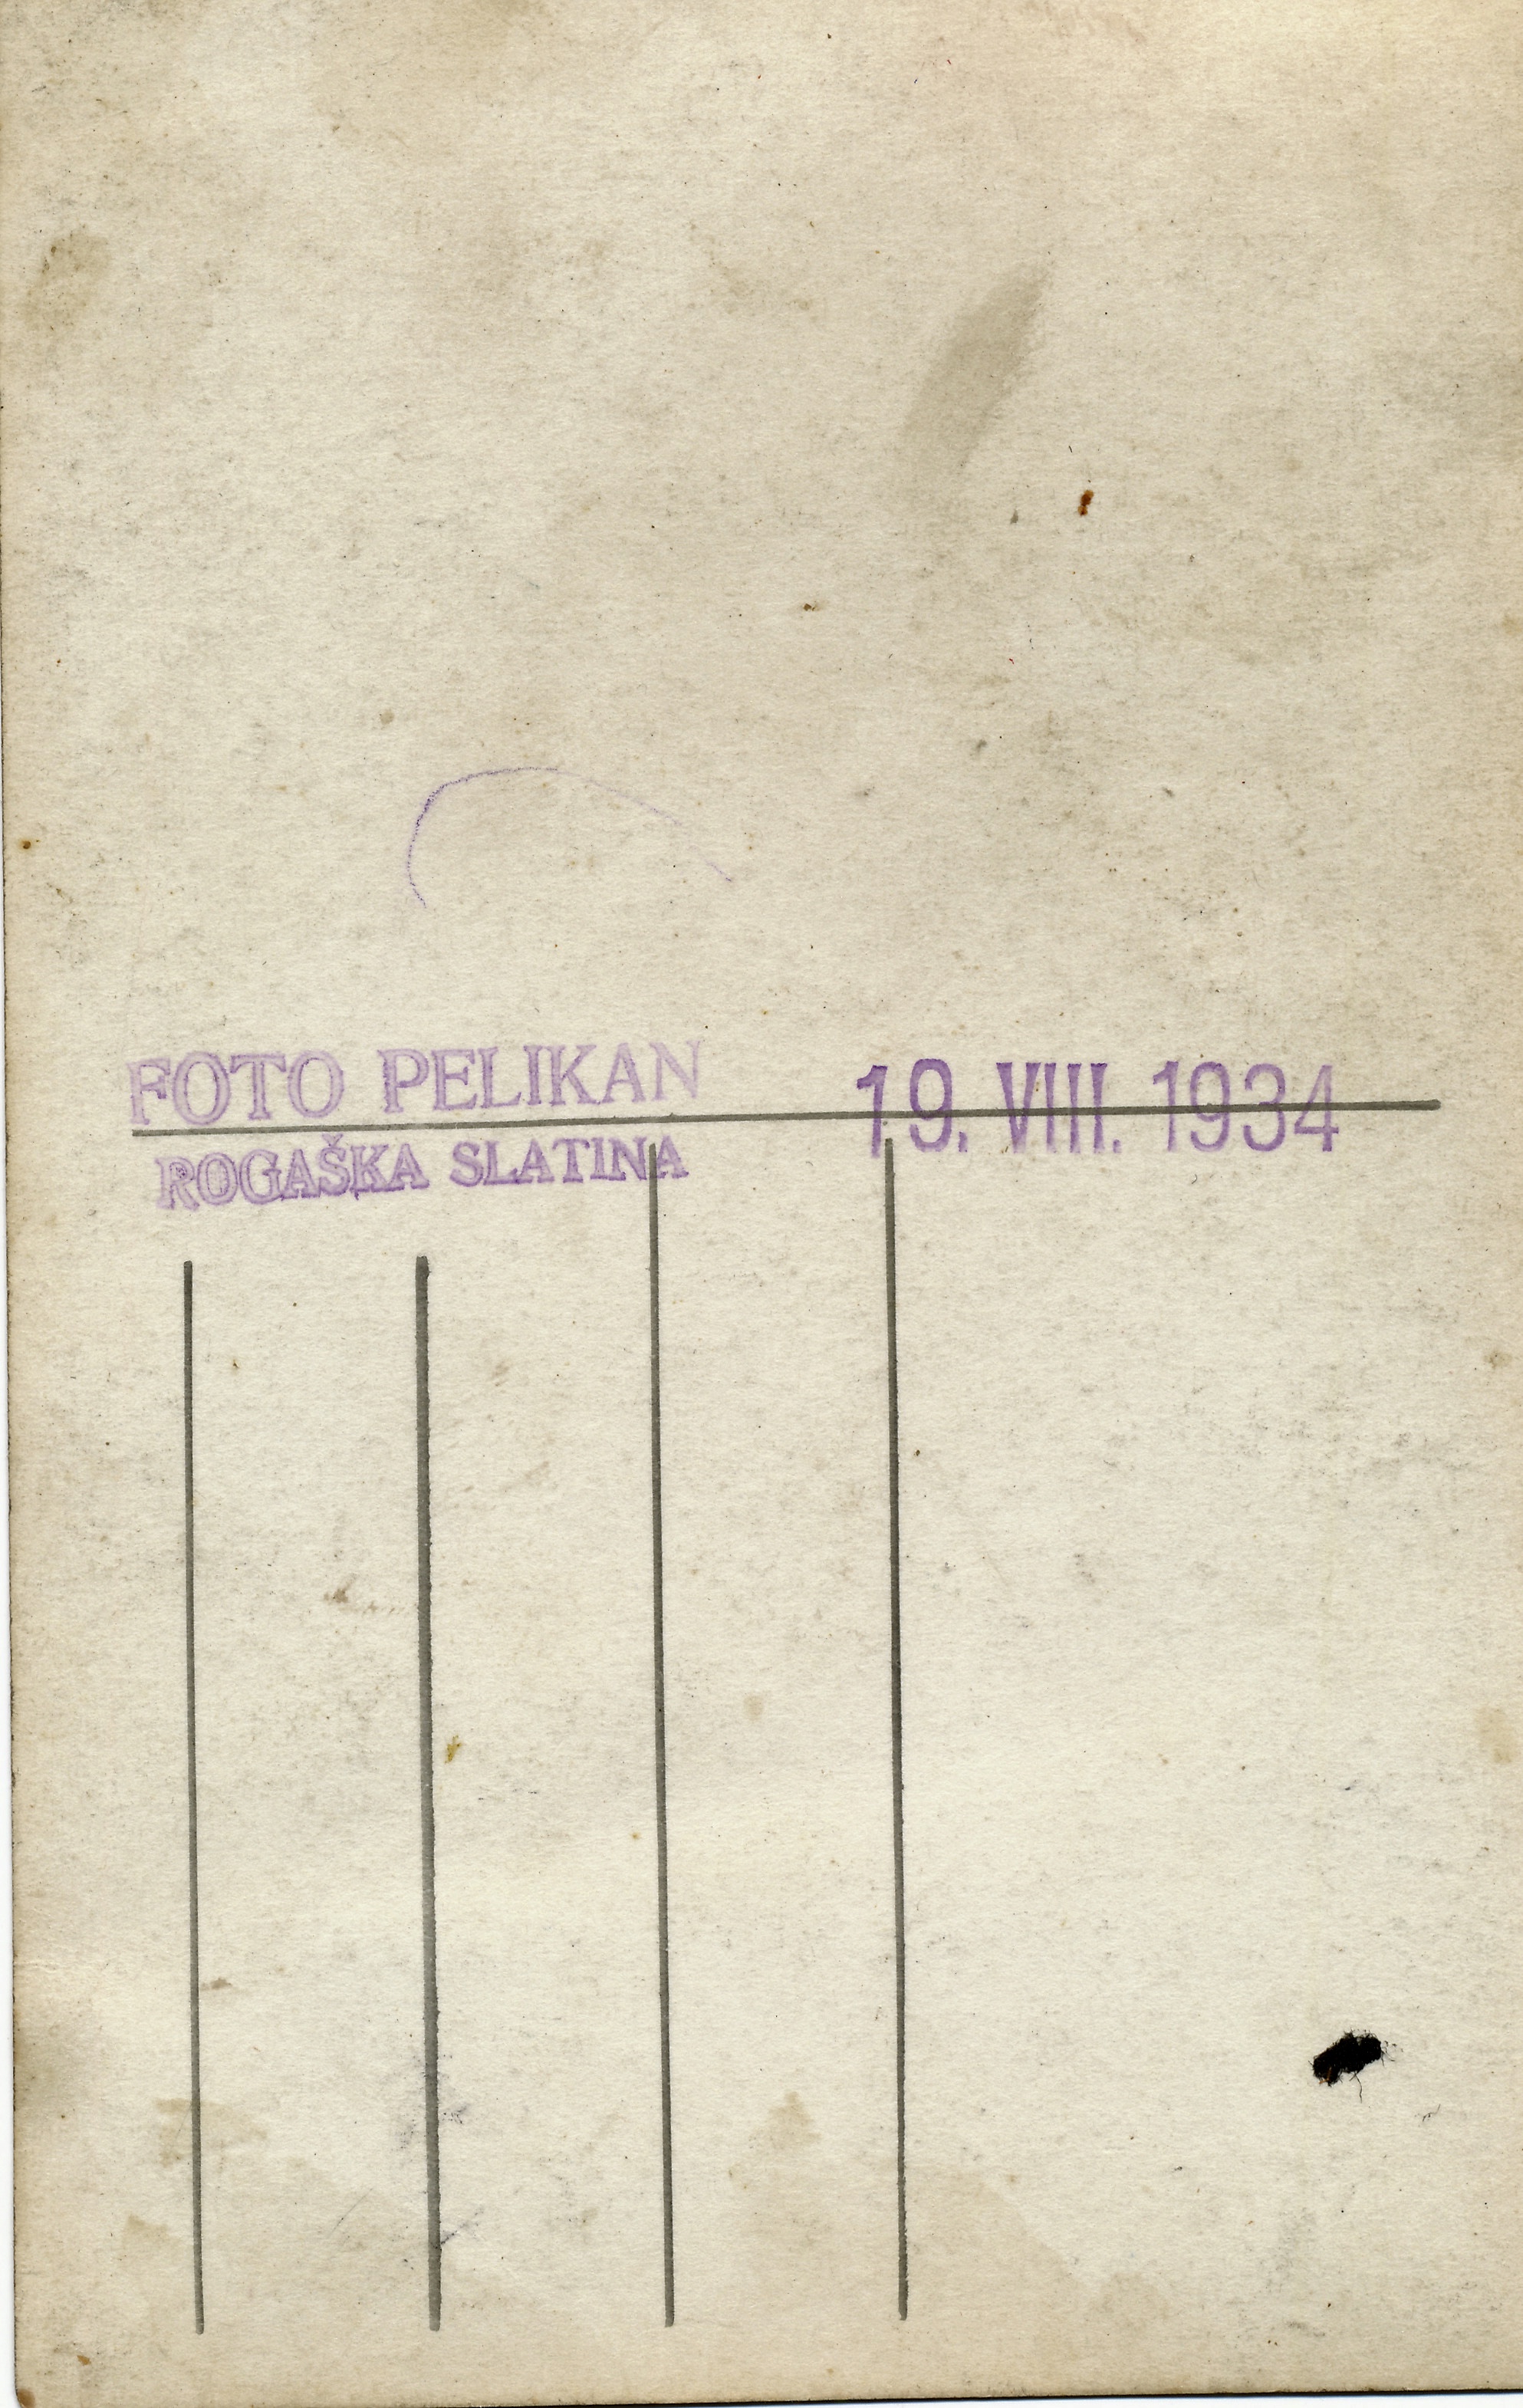 FOTO PELIKAN
ROGAŠKA SLATINA
19. VIII. 1934